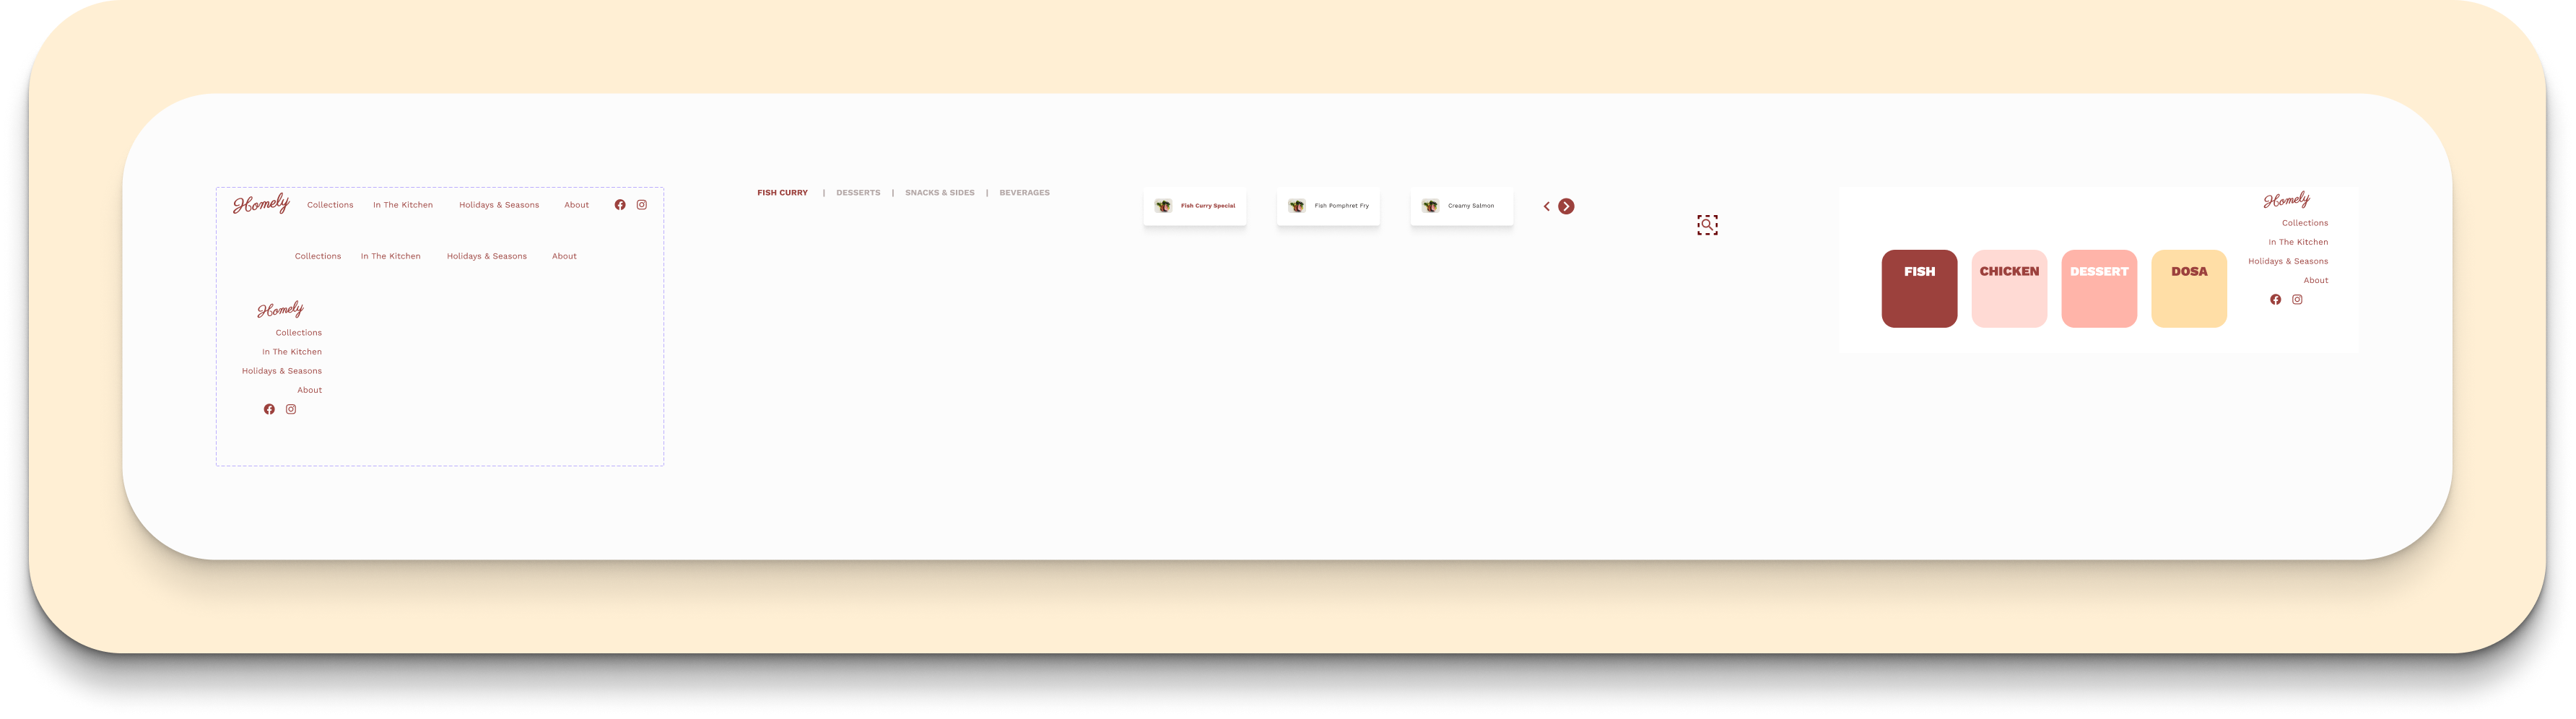 Homely Collections In The Kitchen Holidays & Seasons About
Collections In The Kitchen Holidays & Seasons About
Homely
Collections
In The Kitchen
Holidays & Seasons
About
FISH CURRY | DESSERTS | SNACKS & SIDES | BEVERAGES
Fish Curry Special
Fish Pomphret Fry
Creamy Salmon
FISH
CHICKEN
DESSERT
DOSA
Homely
Collections
In The Kitchen
Holidays & Seasons
About